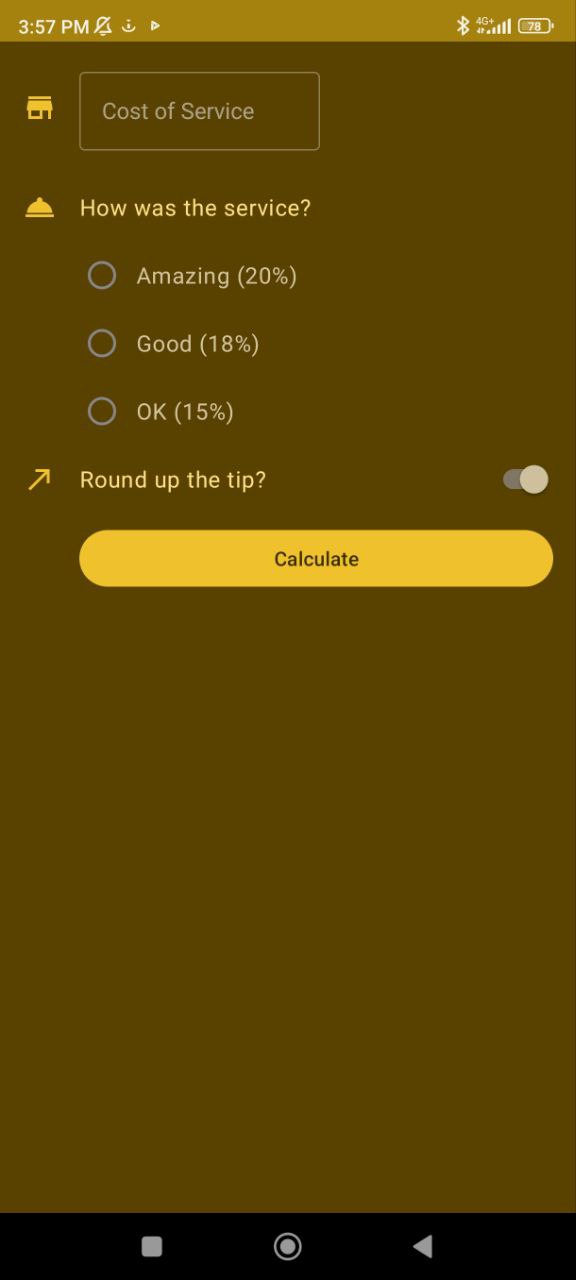 3:57 PM
4G+
78
Cost of Service
How was the service?
Amazing (20%)
Good (18%)
OK (15%)
Round up the tip?
Calculate